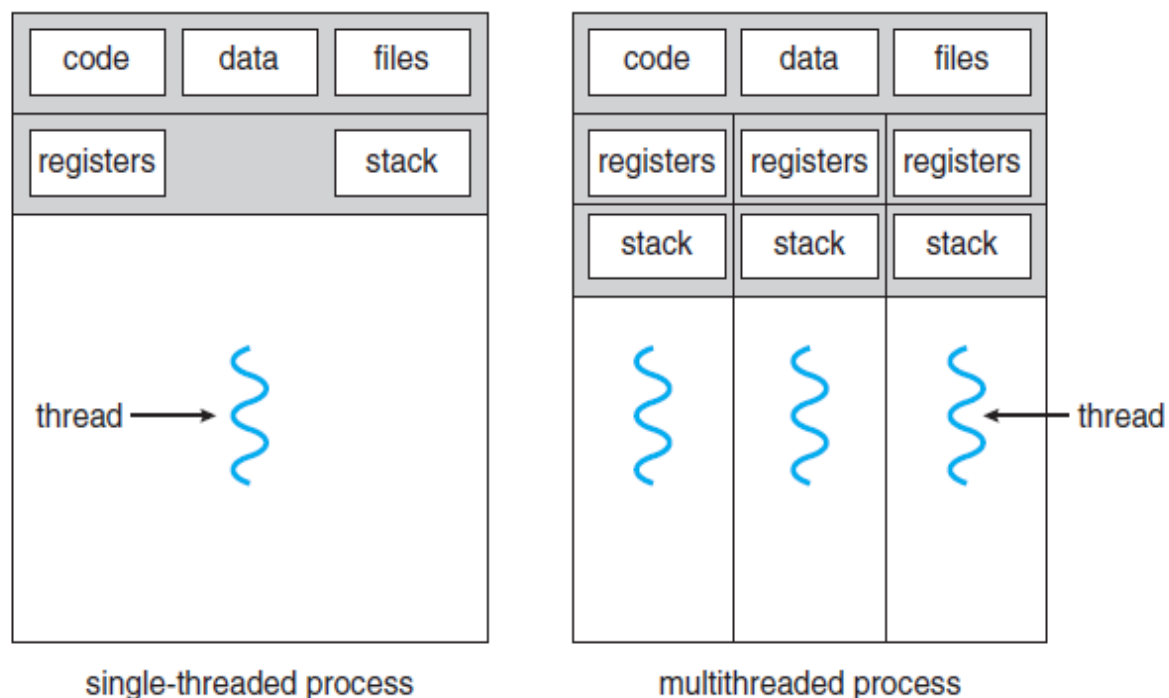 code data files
registers stack
thread
single-threaded process
code data files
registers registers registers
stack stack stack
thread
multithreaded process